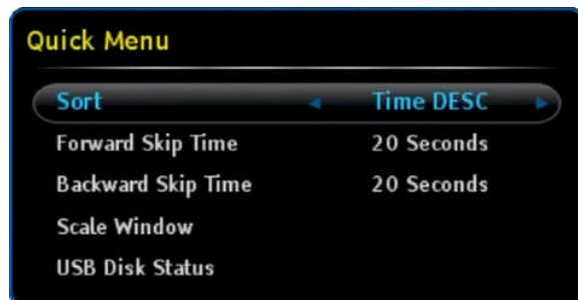 Quick Menu
Sort Time DESC
Forward Skip Time 20 Seconds
Backward Skip Time 20 Seconds
Scale Window
USB Disk Status